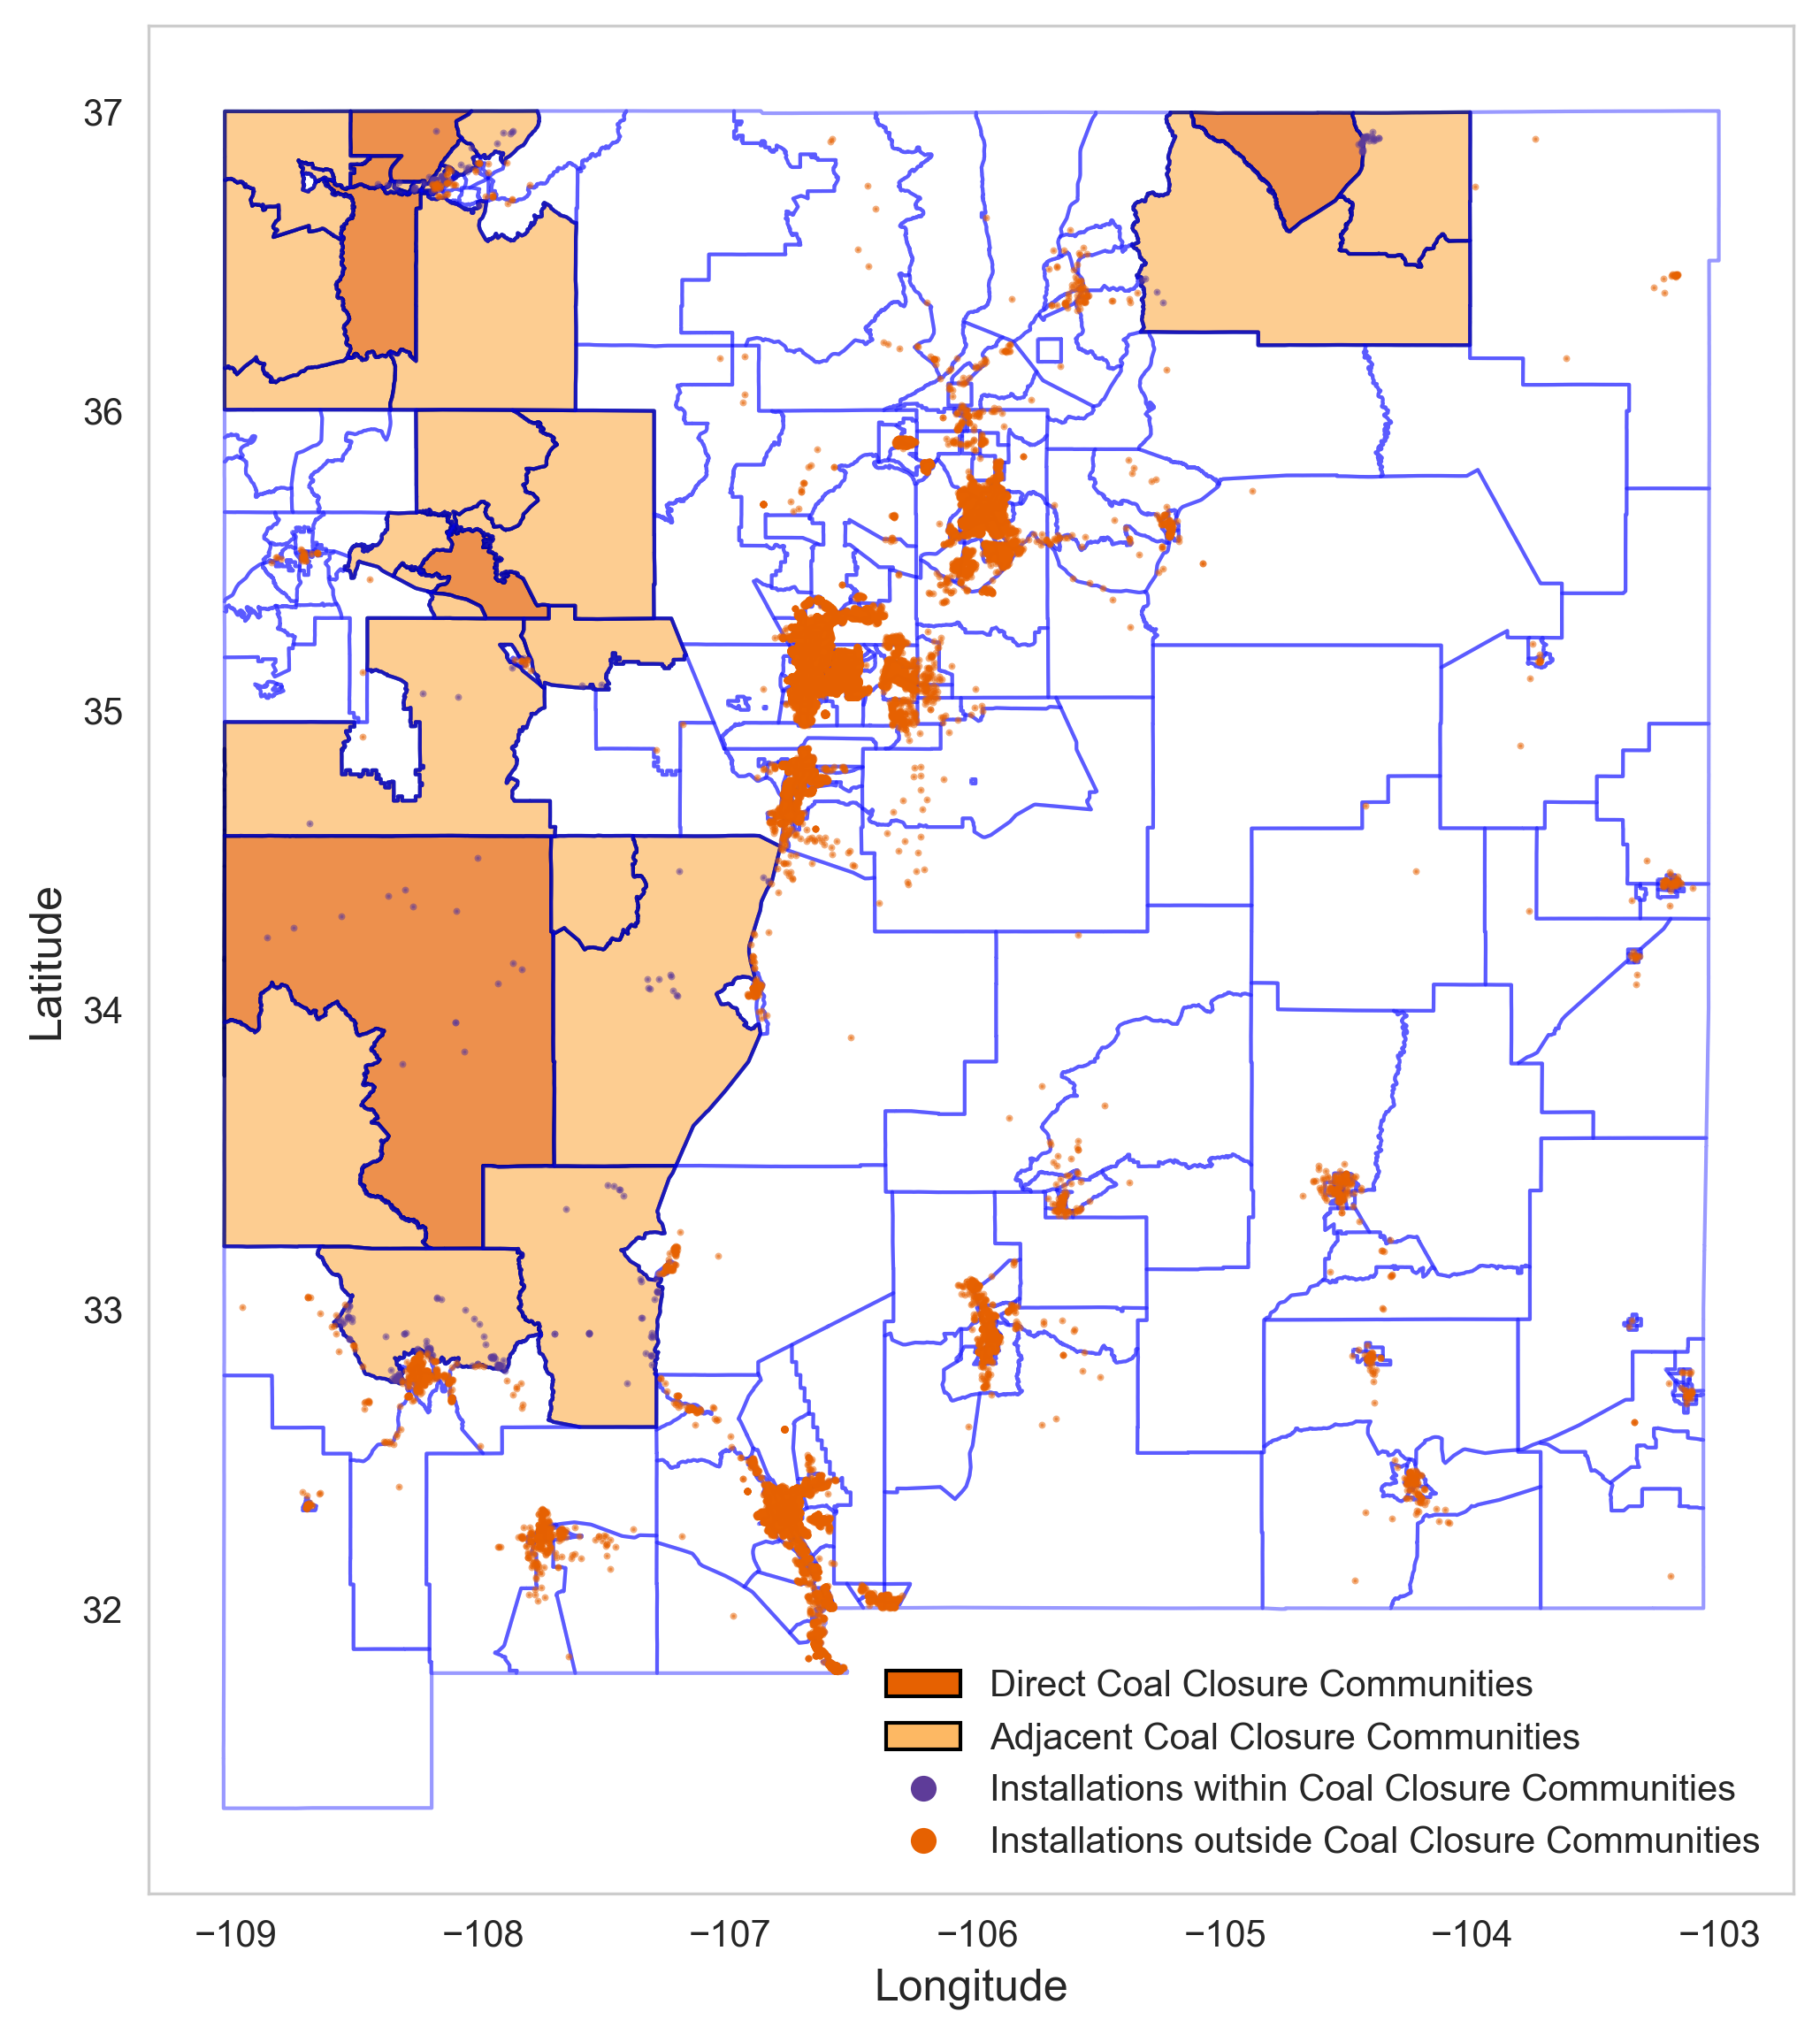 37
36
35
34
33
32
Latitude
Direct Coal Closure Communities
Adjacent Coal Closure Communities
Installations within Coal Closure Communities
Installations outside Coal Closure Communities
−109 −108 −107 −106 −105 −104 −103
Longitude